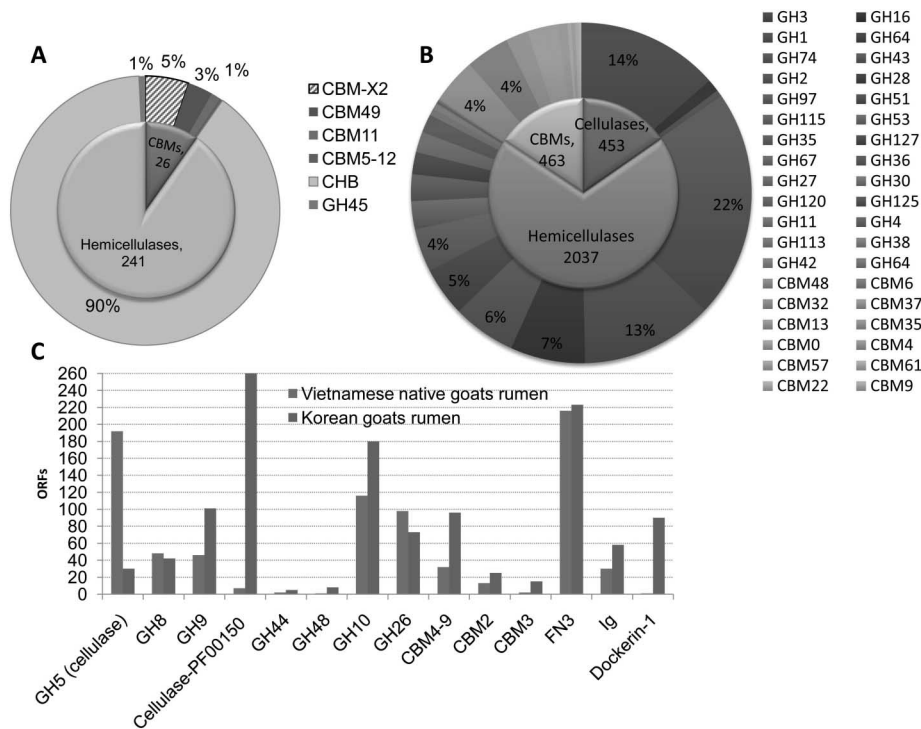 A
1%
5%
3%
1%
CBMs,
26
Hemicellulases,
241
90%
CBM-X2
CBM49
CBM11
CBM5-12
CHB
GH45
B
14%
22%
13%
7%
6%
5%
4%
4%
4%
CBMs,
463
Cellulases,
453
Hemicellulases
2037
GH3 GH16
GH1 GH64
GH74 GH43
GH2 GH28
GH97 GH51
GH115 GH53
GH35 GH127
GH67 GH36
GH27 GH30
GH120 GH125
GH11 GH4
GH113 GH38
GH42 GH64
CBM48 CBM6
CBM32 CBM37
CBM13 CBM35
CBM0 CBM4
CBM57 CBM61
CBM22 CBM9
C
Vietnamese native goats rumen
Korean goats rumen
ORFs
260
240
220
200
180
160
140
120
100
80
60
40
20
0
GH5 (cellulase)
GH8
GH9
Cellulase-PF00150
GH44
GH48
GH10
GH26
CBM4-9
CBM2
CBM3
FN3
Ig
Dockerin-1